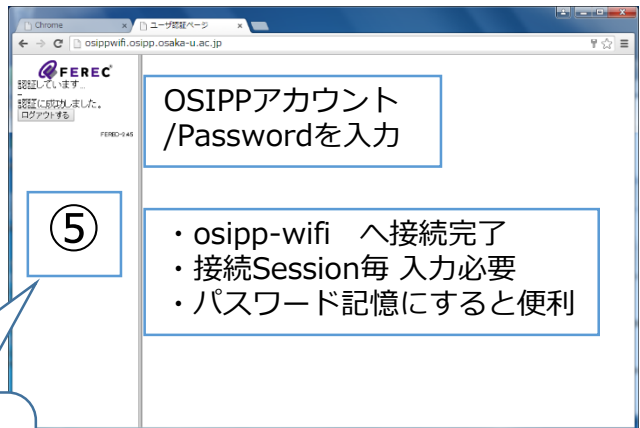 Chrome
ユーザ認証ページ
osippwifi.osipp.osaka-u.ac.jp
FEREC
認証しています...
認証に成功しました。
ログアウトする
OSIPPアカウント
/Passwordを入力
⑤
・osipp-wifi　へ接続完了
・接続Session毎 入力必要
・パスワード記憶にすると便利